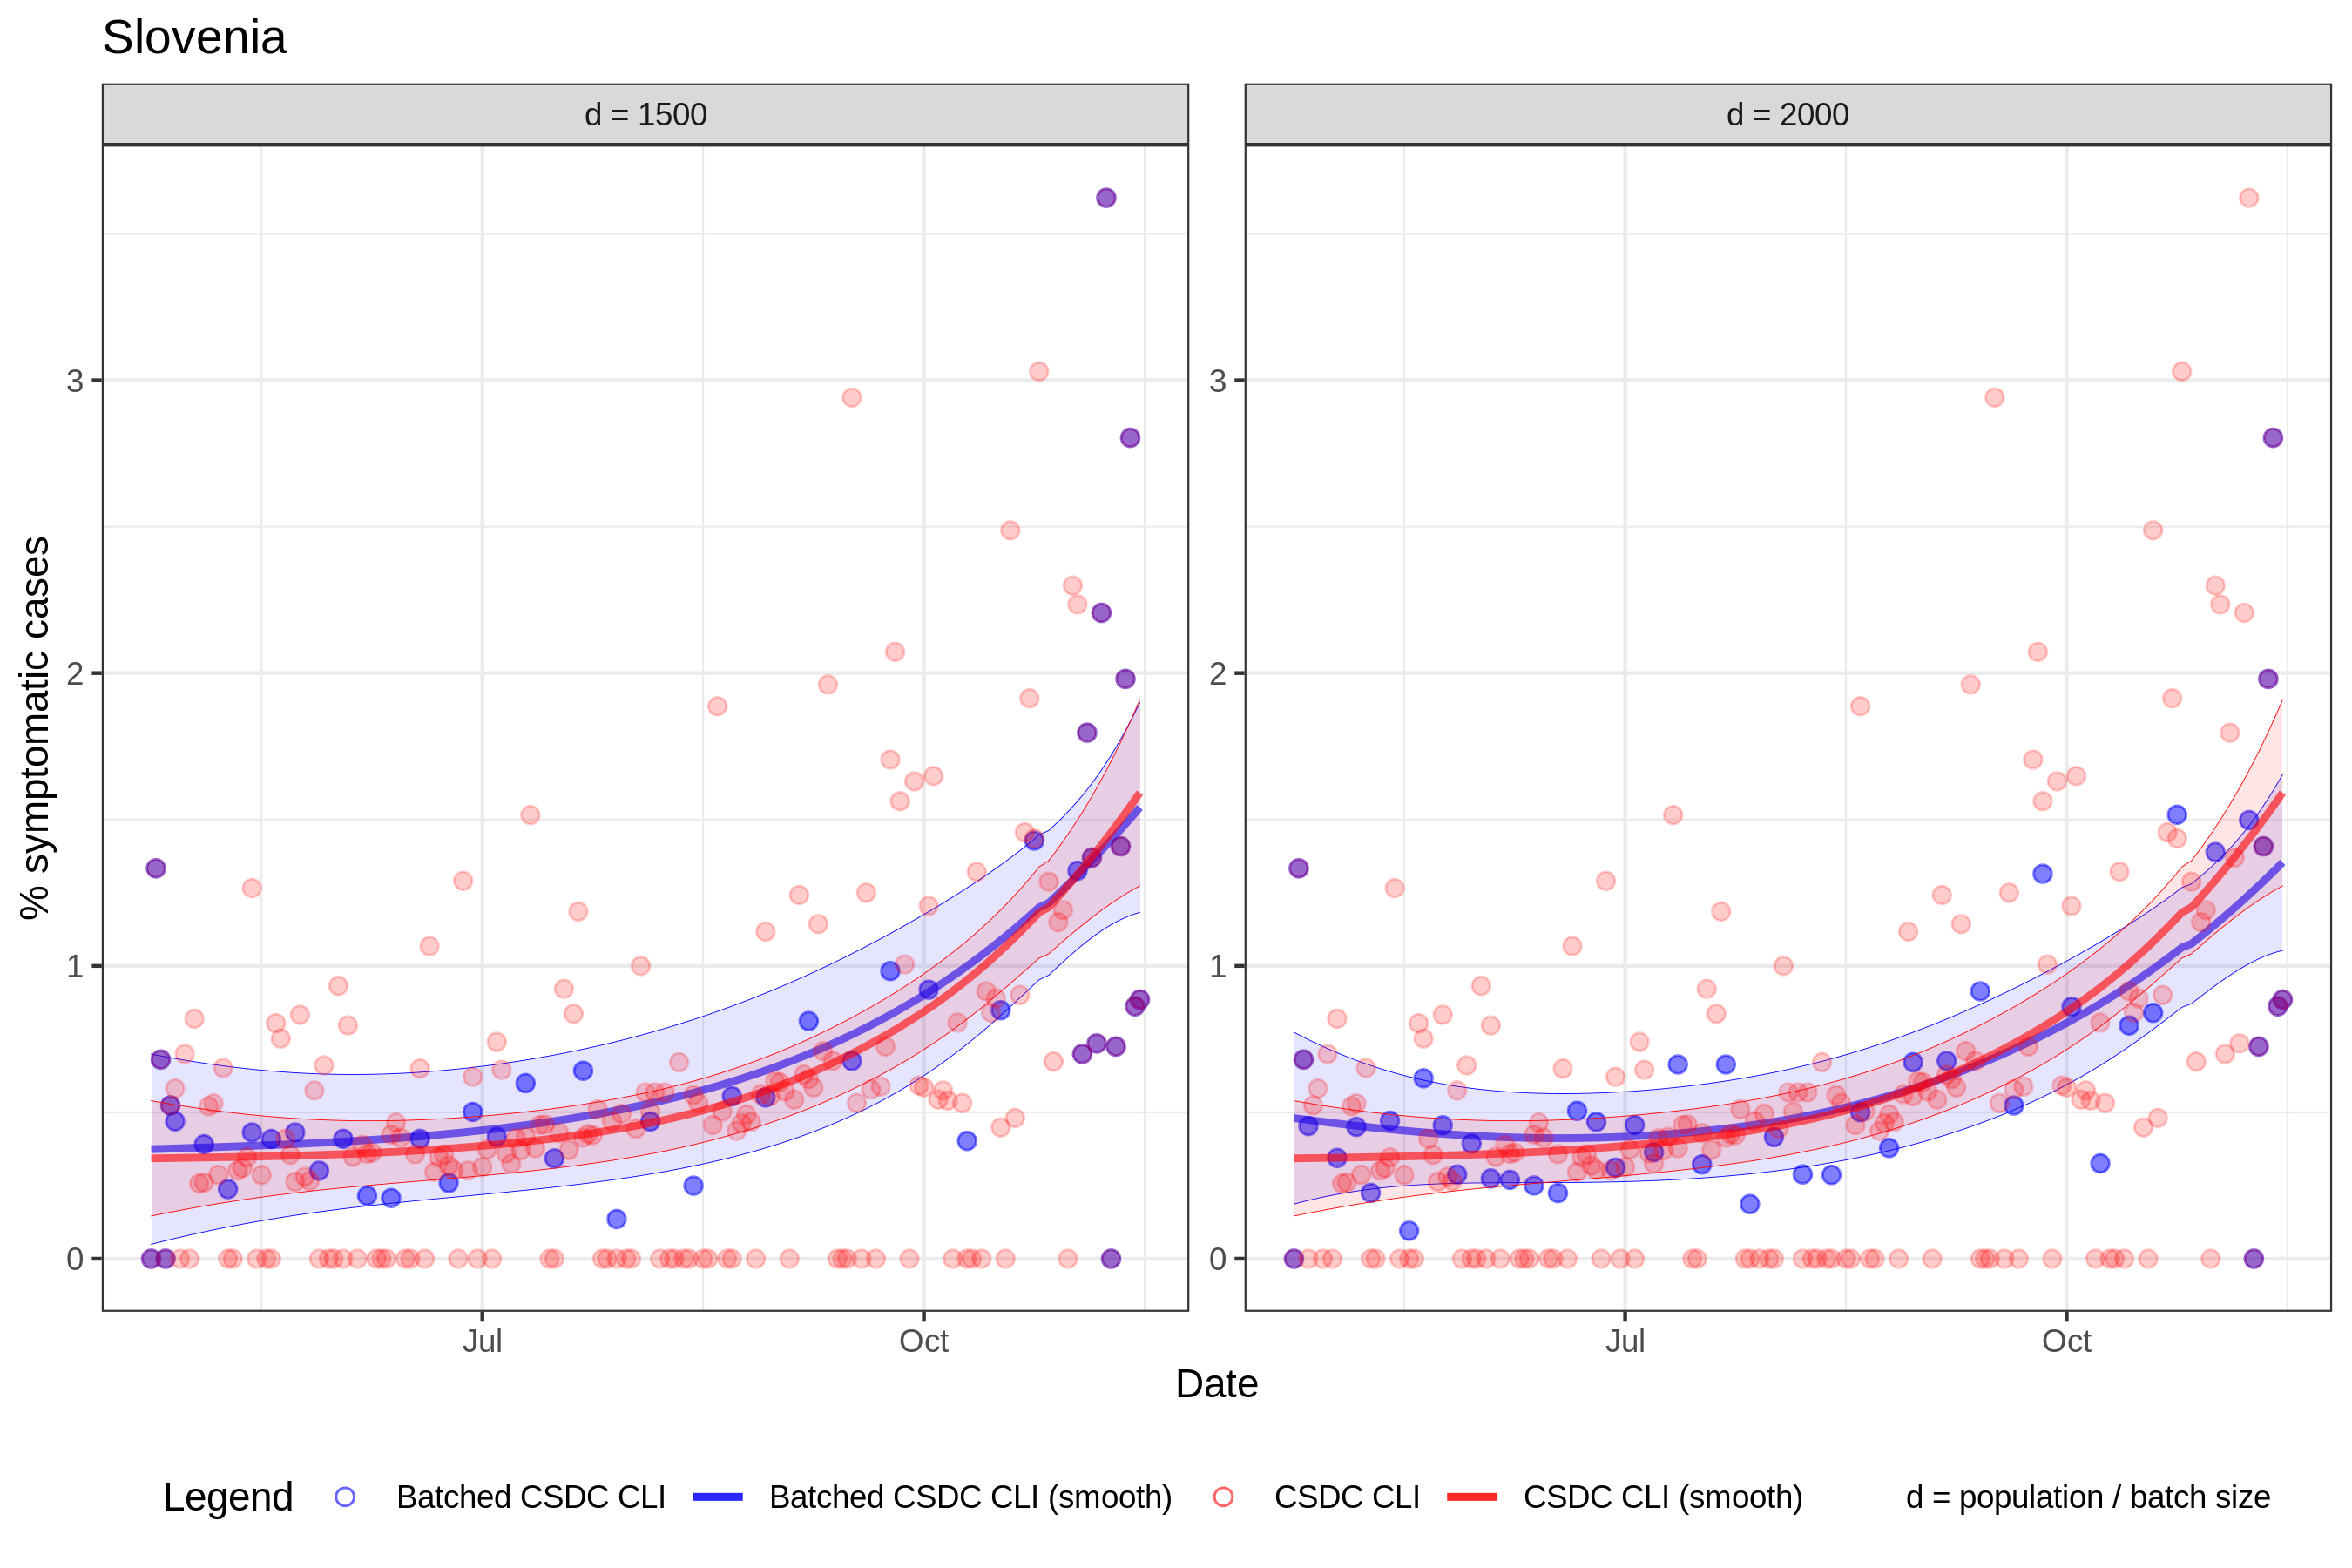 Slovenia
d = 1500
d = 2000
% symptomatic cases
3
2
1
0
3
2
1
0
Jul
Oct
Jul
Oct
Date
Legend
Batched CSDC CLI
Batched CSDC CLI (smooth)
CSDC CLI
CSDC CLI (smooth)
d = population / batch size